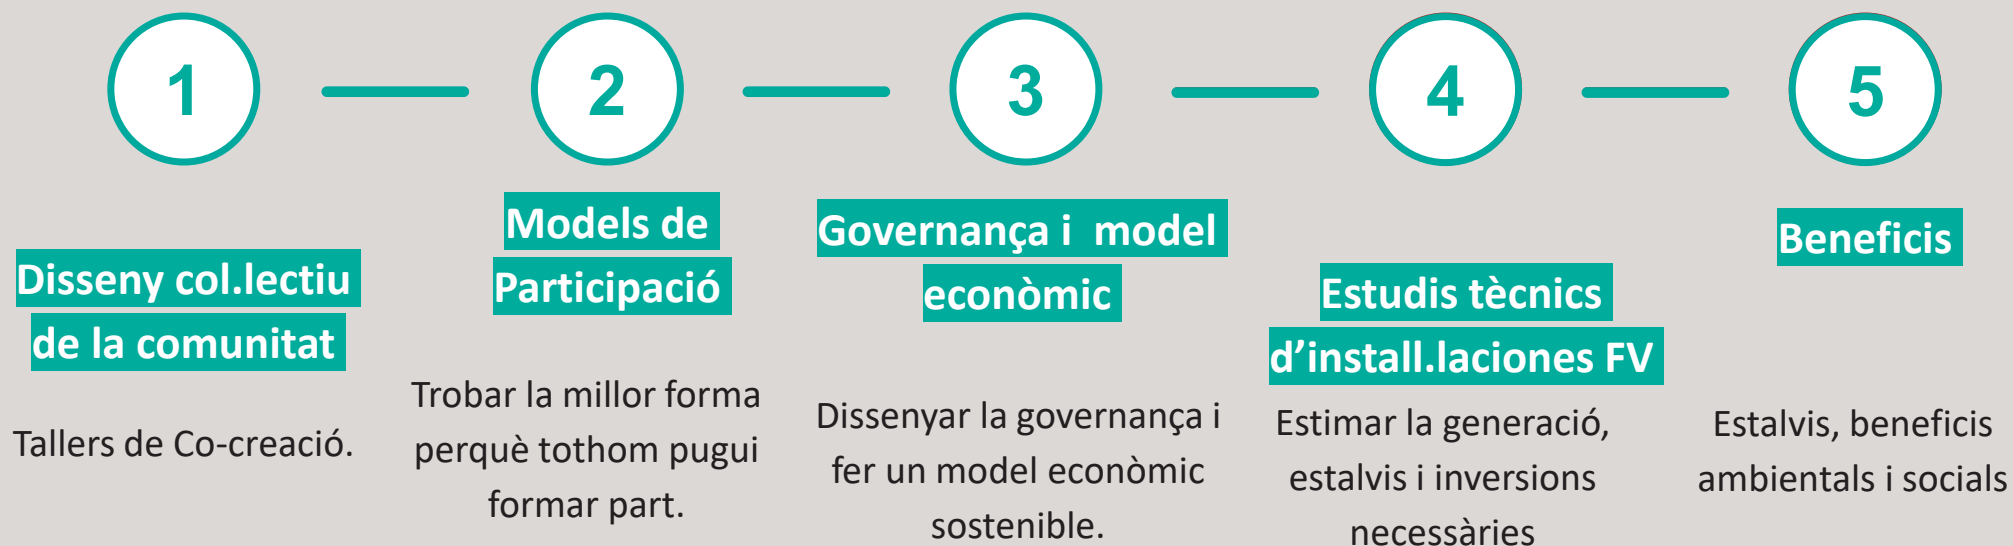 1
Disseny col.lectiu
de la comunitat
Tallers de Co-creació.
2
Models de
Participació
Trobar la millor forma
perquè tothom pugui
formar part.
3
Governança i  model
econòmic
Dissenyar la governança i
fer un model econòmic
sostenible.
4
Estudis tècnics
d’install.laciones FV
Estimar la generació,
estalvis i inversions
necessàries
5
Beneficis
Estalvis, beneficis
ambientals i socials